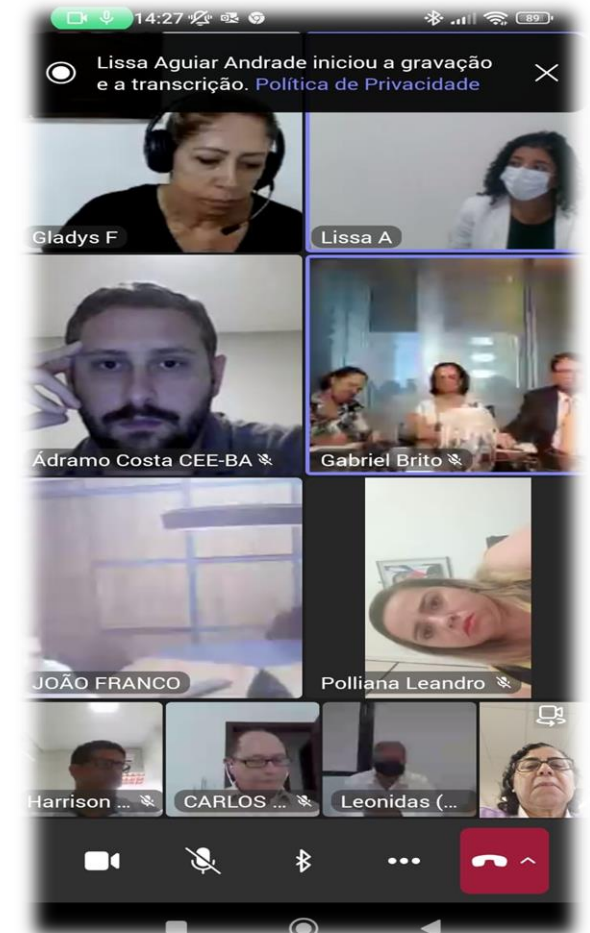 14:27
89
Lissa Aguiar Andrade iniciou a gravação
e a transcrição. Política de Privacidade
Gladys F
Lissa A
Ádramo Costa CEE-BA
Gabriel Brito
JOÃO FRANCO
Polliana Leandro
Harrison ...
CARLOS ...
Leonidas (...